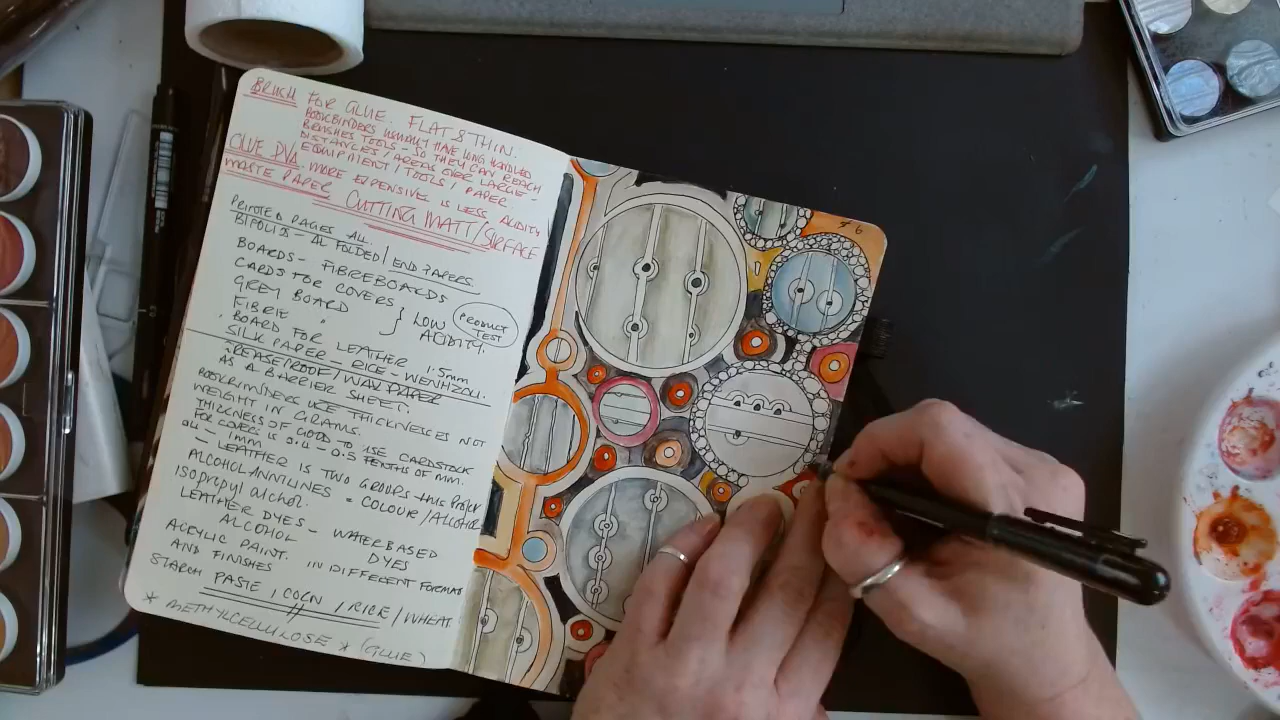 BRUSH FOR GLUE. FLAT & THIN.
BOOKBINDERS USUALLY HAVE LONG HANDLED
BRUSHES TOOLS - SO THEY CAN REACH
DISTANCES / AREAS OVER LARGE -
EQUIPMENT / TOOLS / PAPER
GLUE PVA. MORE EXPENSIVE IS LESS ACIDITY
WASTE PAPER CUTTING MATT/SURFACE
PRINTED PAGES ALL.
BIFOLIS - AL FOLDED / END PAPERS.
BOARDS - FIBREBOARDS
CARDS FOR COVERS
GREY BOARD } LOW ACIDITY.
PRODUCT TEST
FIBRE "
BOARD FOR LEATHER 1.5mm
SILK PAPER RICE - WENHZOU.
GREASEPROOF/WAX PAPER
AS A BARRIER SHEET.
BOOKBINDERS USE THICKNESSES NOT
WEIGHT IN GRAMS.
THICKNESS OF GOOD TO USE CARDSTOCK
FOR COVERS IS 0.4 - 0.5 TENTHS OF MM.
- 1mm
- LEATHER IS TWO GROUPS THIS PROJECT
ALCOHOL ANNILINES = COLOUR / ALCOHOL
ISOPROPYL ALCHOL.
LEATHER DYES - WATERBASED
ALCOHOL DYES
ACRYLIC PAINT. IN DIFFERENT FORMAS
AND FINISHES
STARCH PASTE, CORN / RICE / WHEAT
* METHYLCELLULOSE * (GLUE)
6